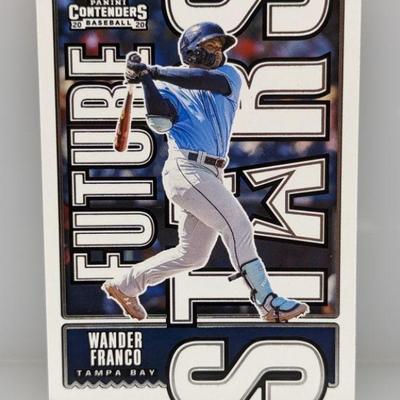 PANINI
CONTENDERS
20 BASEBALL 20
FUTURE
STARS
WANDER
FRANCO
TAMPA BAY